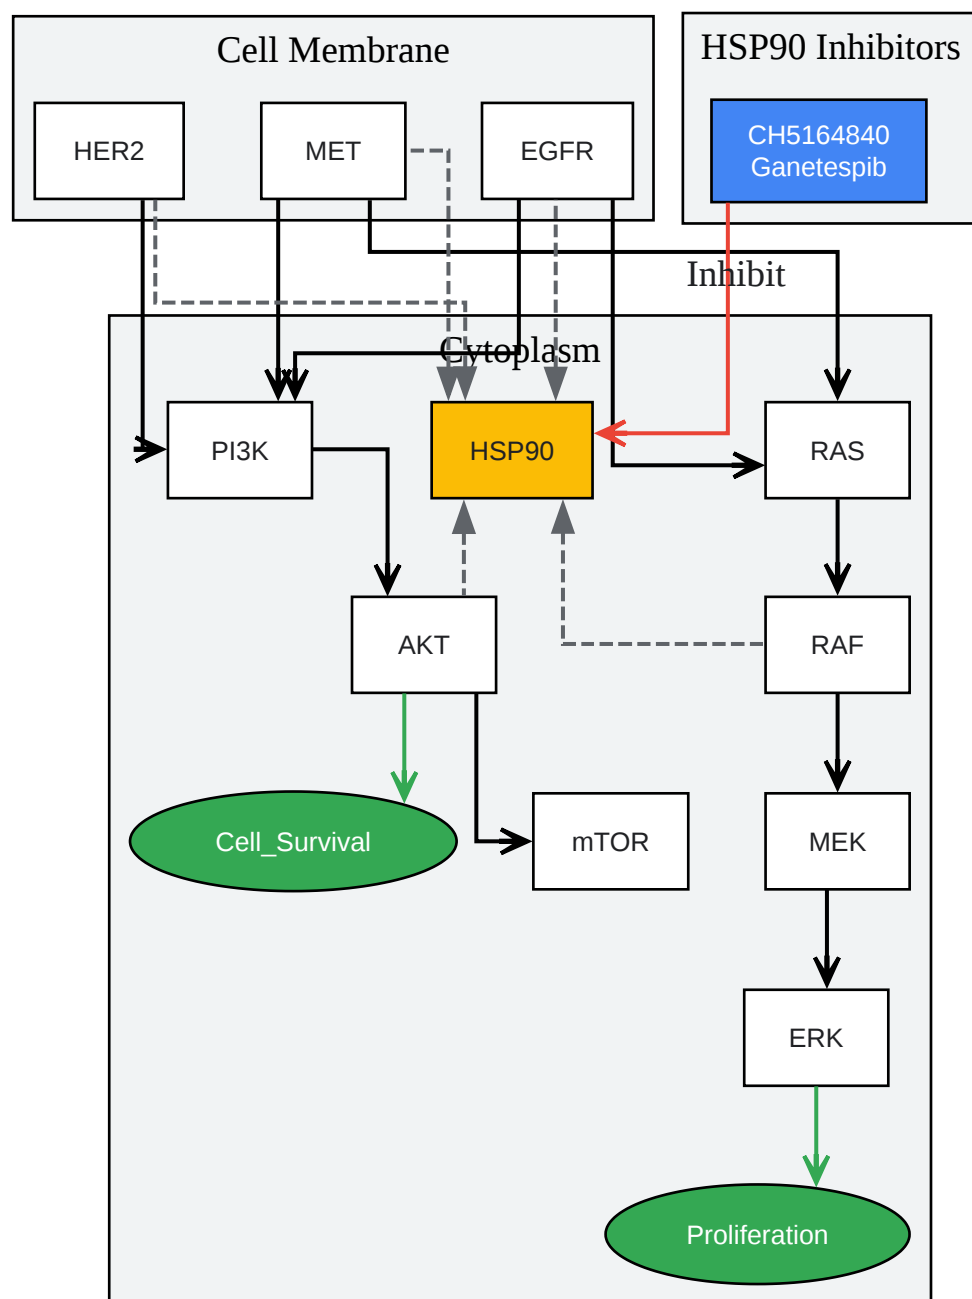 Cell Membrane
HSP90 Inhibitors
HER2
MET
EGFR
CH5164840
Ganetespib
Inhibit
Cytoplasm
PI3K
HSP90
RAS
AKT
RAF
Cell_Survival
mTOR
MEK
ERK
Proliferation